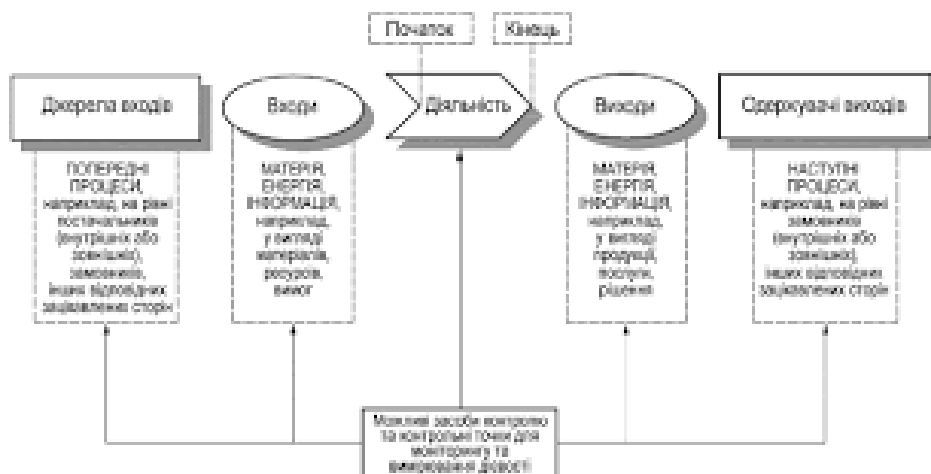 Початок
Кінець
Джерела входів
Входи
Діяльність
Виходи
Одержувачі виходів
ПОПЕРЕДНІ
ПРОЦЕСИ,
наприклад, на рівні
постачальників
(внутрішніх або
зовнішніх),
замовників,
інших відповідних
зацікавлених сторін
МАТЕРІЯ,
ЕНЕРГІЯ,
ІНФОРМАЦІЯ,
наприклад,
у вигляді
матеріалів,
ресурсів,
вимог
МАТЕРІЯ,
ЕНЕРГІЯ,
ІНФОРМАЦІЯ,
наприклад,
у вигляді
продукції,
послуги,
рішення
НАСТУПНІ
ПРОЦЕСИ,
наприклад, на рівні
замовників
(внутрішніх або
зовнішніх),
інших відповідних
зацікавлених сторін
Можливі засоби контролю
та контрольні точки для
моніторингу та
вимірювання дієвості